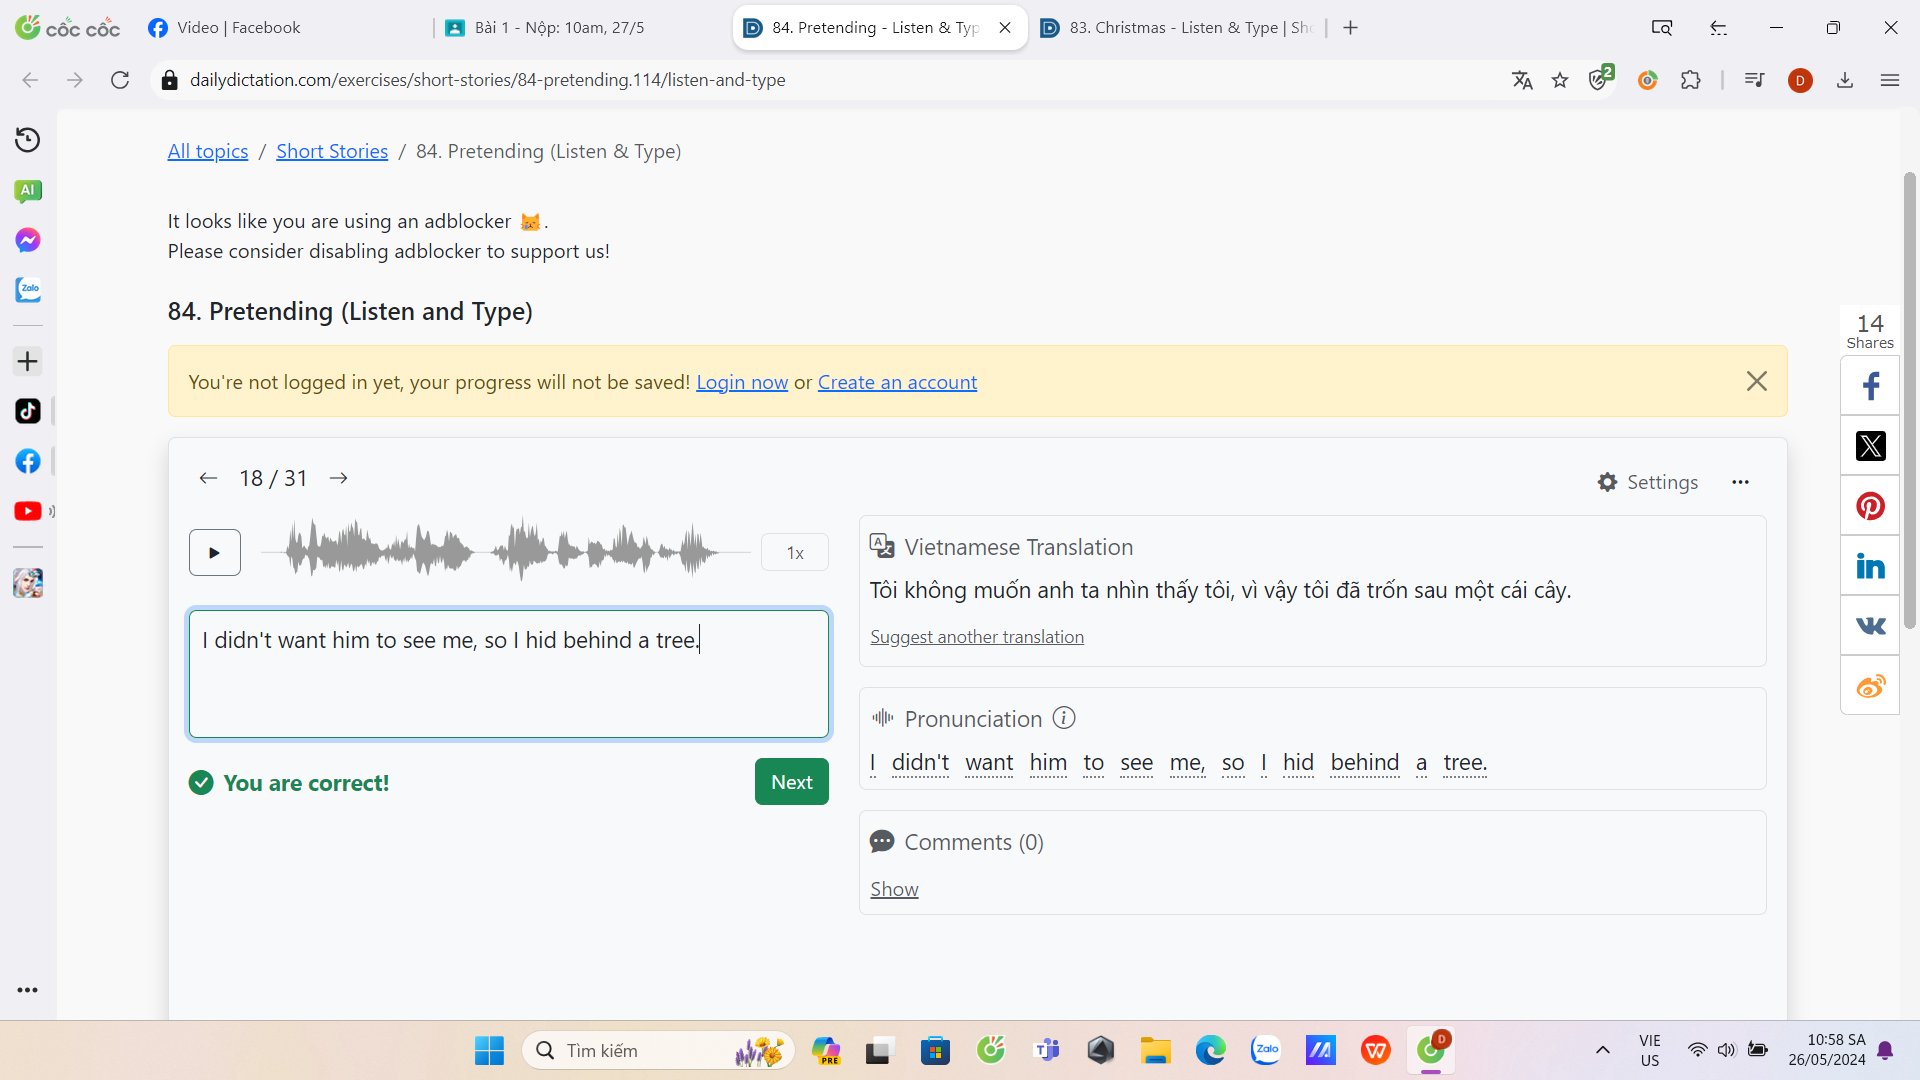 cốc cốc
Video | Facebook
Bài 1 - Nộp: 10am, 27/5
84. Pretending - Listen & Typ
83. Christmas - Listen & Type | Sho
dailydictation.com/exercises/short-stories/84-pretending.114/listen-and-type
2
D
AI
Zalo
All topics / Short Stories / 84. Pretending (Listen & Type)
It looks like you are using an adblocker 😿.
Please consider disabling adblocker to support us!
84. Pretending (Listen and Type)
You're not logged in yet, your progress will not be saved! Login now or Create an account
14
Shares
18 / 31
Settings
1x
Vietnamese Translation
Tôi không muốn anh ta nhìn thấy tôi, vì vậy tôi đã trốn sau một cái cây.
Suggest another translation
I didn't want him to see me, so I hid behind a tree.
Pronunciation
I didn't want him to see me, so I hid behind a tree.
You are correct!
Next
Comments (0)
Show
Tìm kiếm
PRE
Zalo
D
VIE
US
10:58 SA
26/05/2024